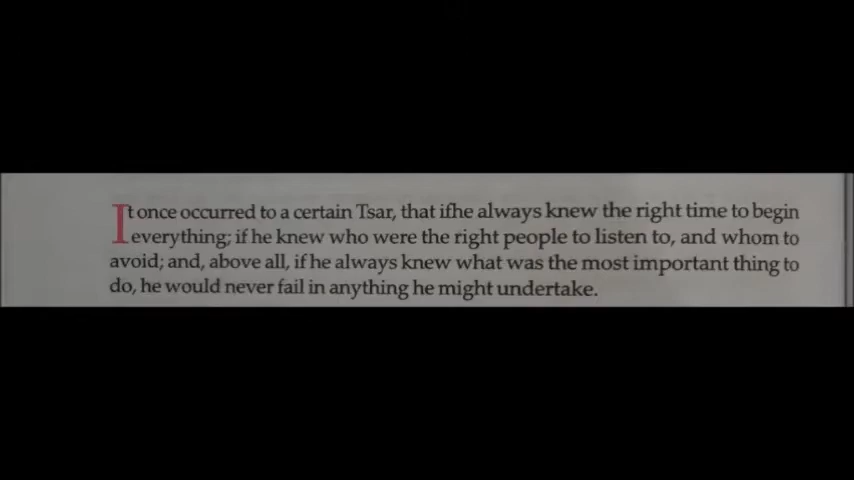 It once occurred to a certain Tsar, that ifhe always knew the right time to begin
everything; if he knew who were the right people to listen to, and whom to
avoid; and, above all, if he always knew what was the most important thing to
do, he would never fail in anything he might undertake.